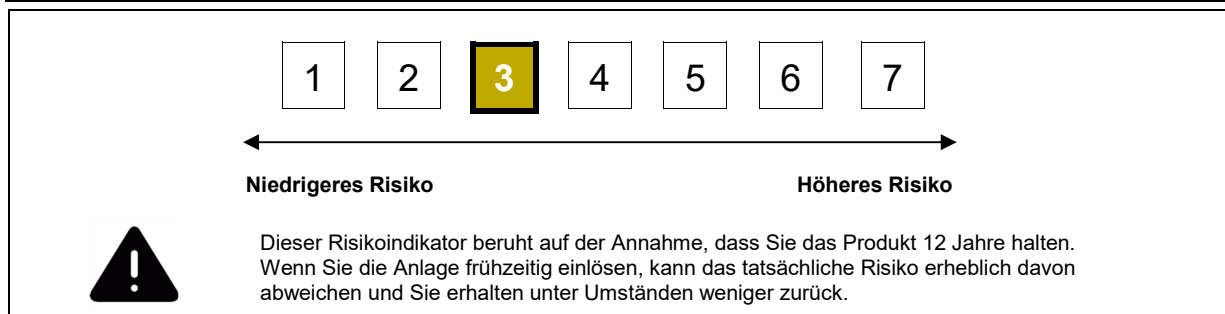 1 2 3 4 5 6 7
Niedrigeres Risiko Höheres Risiko
Dieser Risikoindikator beruht auf der Annahme, dass Sie das Produkt 12 Jahre halten.
Wenn Sie die Anlage frühzeitig einlösen, kann das tatsächliche Risiko erheblich davon
abweichen und Sie erhalten unter Umständen weniger zurück.